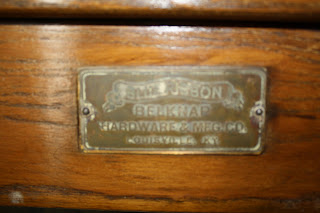 BELKNAP
HARDWARE & MFG. CO.
LOUISVILLE, KY.